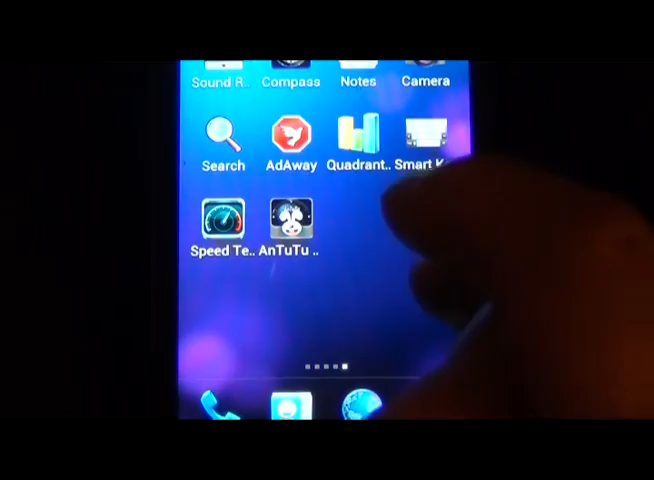 Sound R.. Compass Notes Camera
Search AdAway Quadrant.. Smart K
Speed Te.. AnTuTu ..